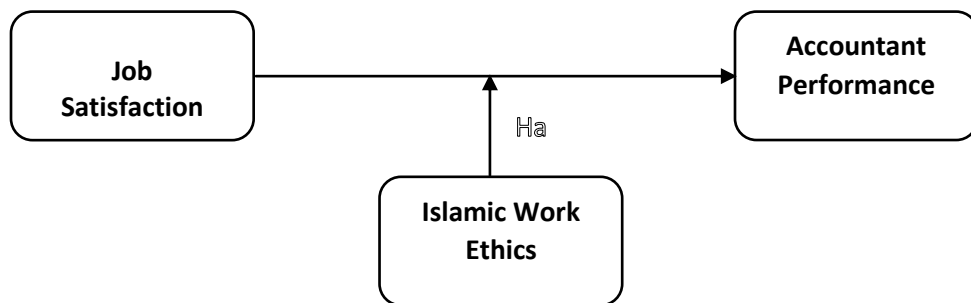 Job
Satisfaction
Accountant
Performance
Ha
Islamic Work
Ethics